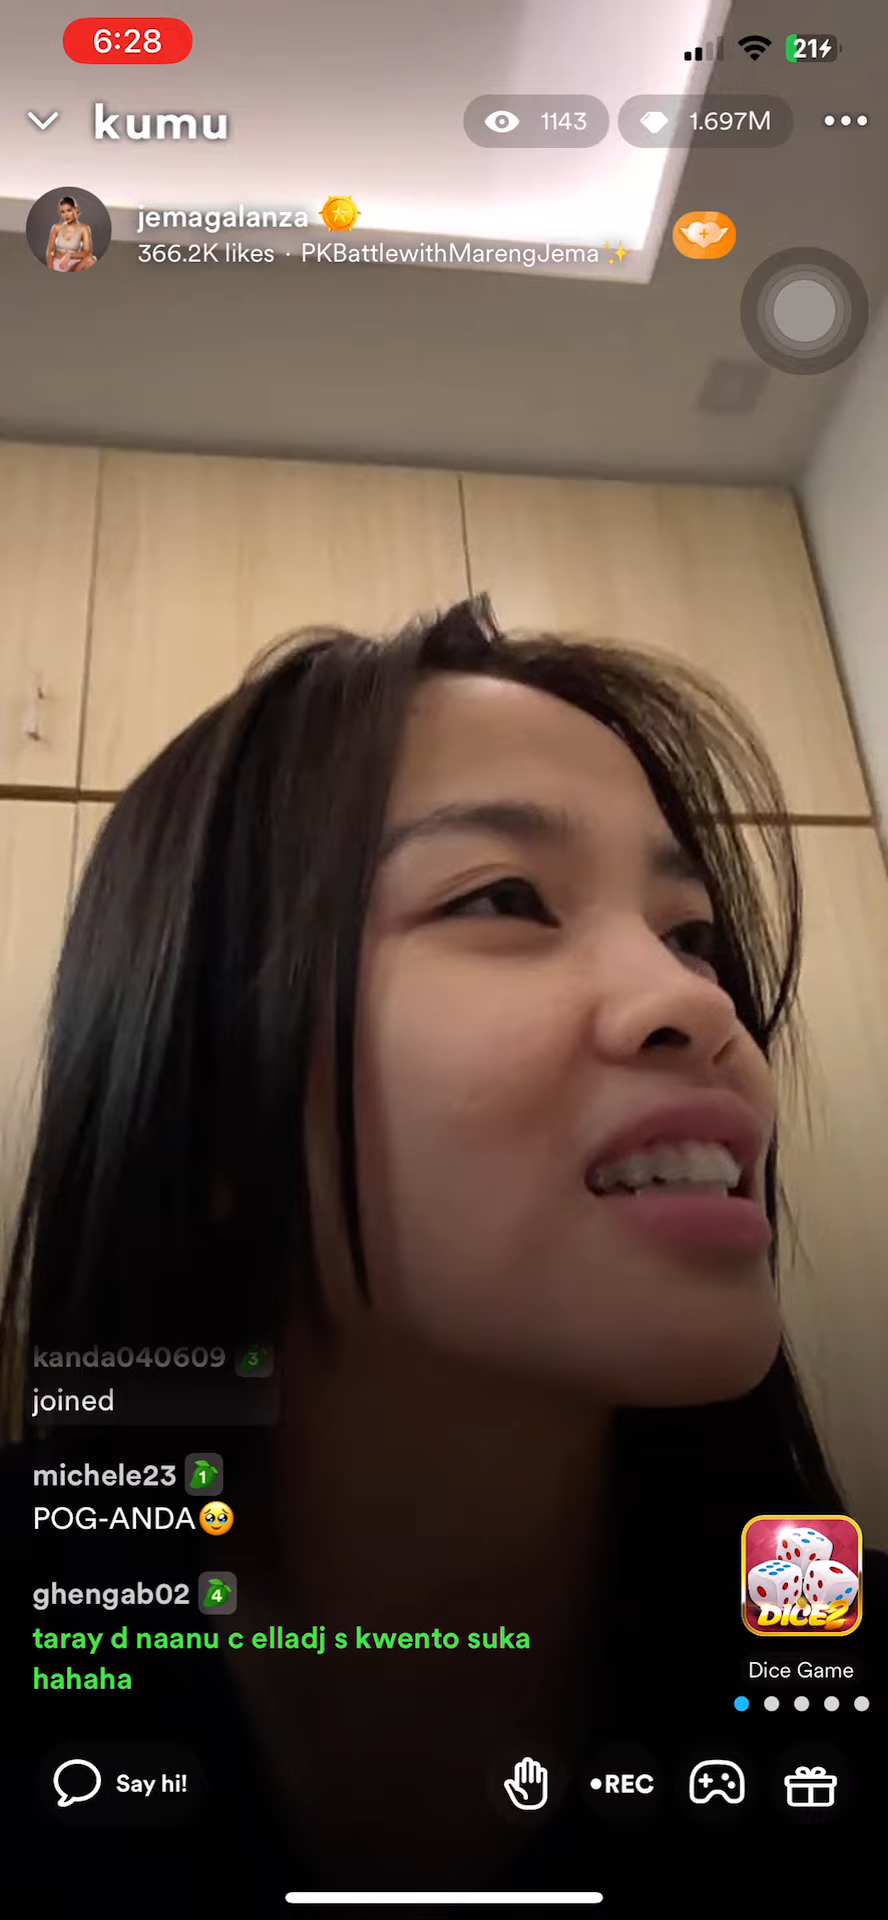 6:28
21
kumu
1143
1.697M
jemagalanza
366.2K likes · PKBattlewithMarengJema✨
kanda040609 3
joined
michele23 1
POG-ANDA🥹
ghengab02 4
taray d naanu c elladj s kwento suka
hahaha
DICE2
Dice Game
Say hi!
•REC